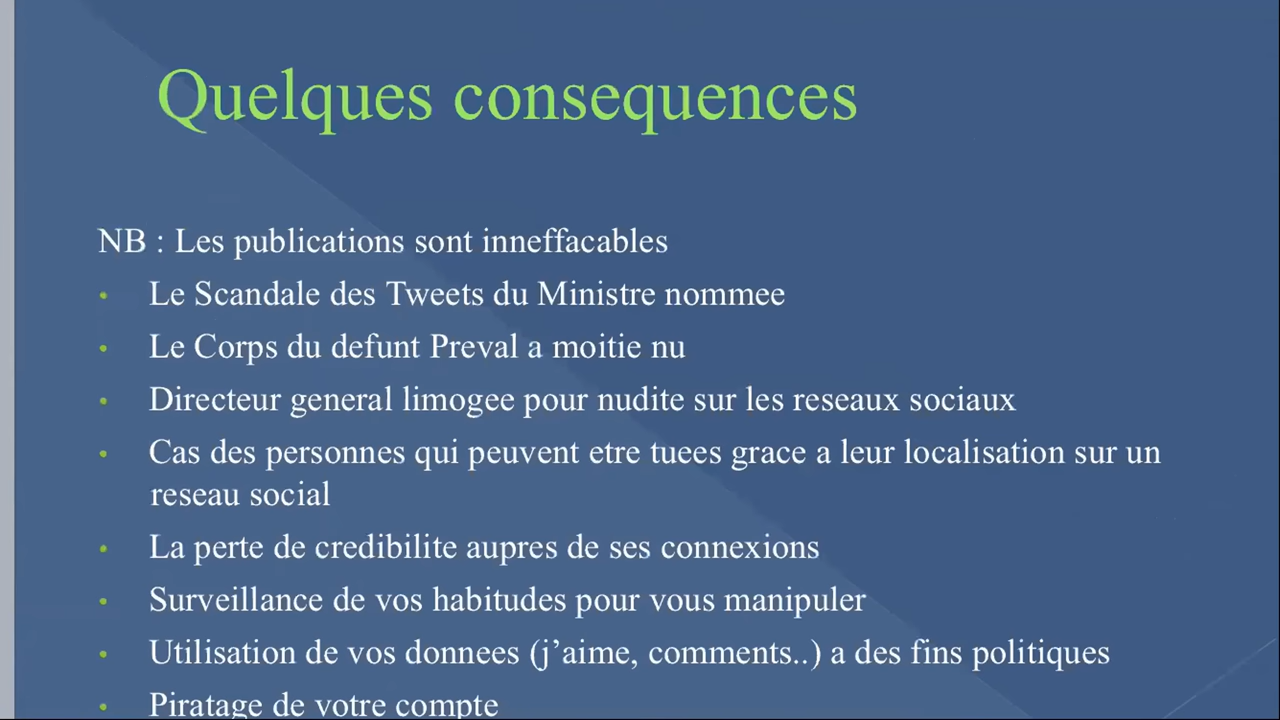 Quelques consequences
NB : Les publications sont inneffacables
• Le Scandale des Tweets du Ministre nommee
• Le Corps du defunt Preval a moitie nu
• Directeur general limogee pour nudite sur les reseaux sociaux
• Cas des personnes qui peuvent etre tuees grace a leur localisation sur un
reseau social
• La perte de credibilite aupres de ses connexions
• Surveillance de vos habitudes pour vous manipuler
• Utilisation de vos donnees (j’aime, comments..) a des fins politiques
• Piratage de votre compte